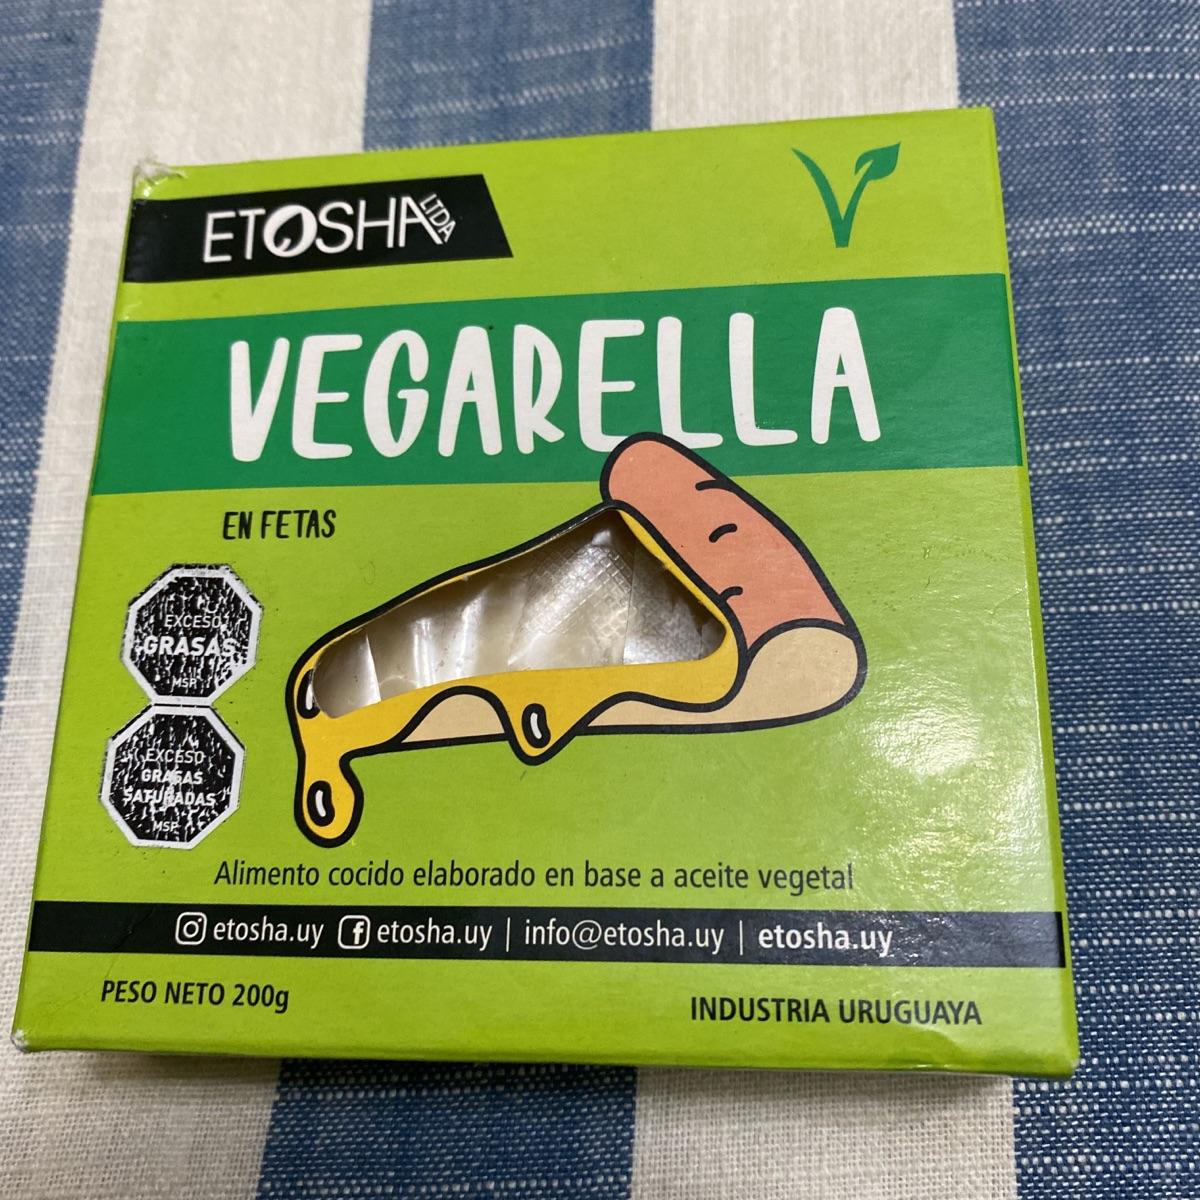 ETOSHA LTDA
VEGARELLA
EN FETAS
EXCESO
GRASAS
MSP
EXCESO
GRASAS
SATURADAS
MSP
Alimento cocido elaborado en base a aceite vegetal
etosha.uy etosha.uy | info@etosha.uy | etosha.uy
PESO NETO 200g
INDUSTRIA URUGUAYA